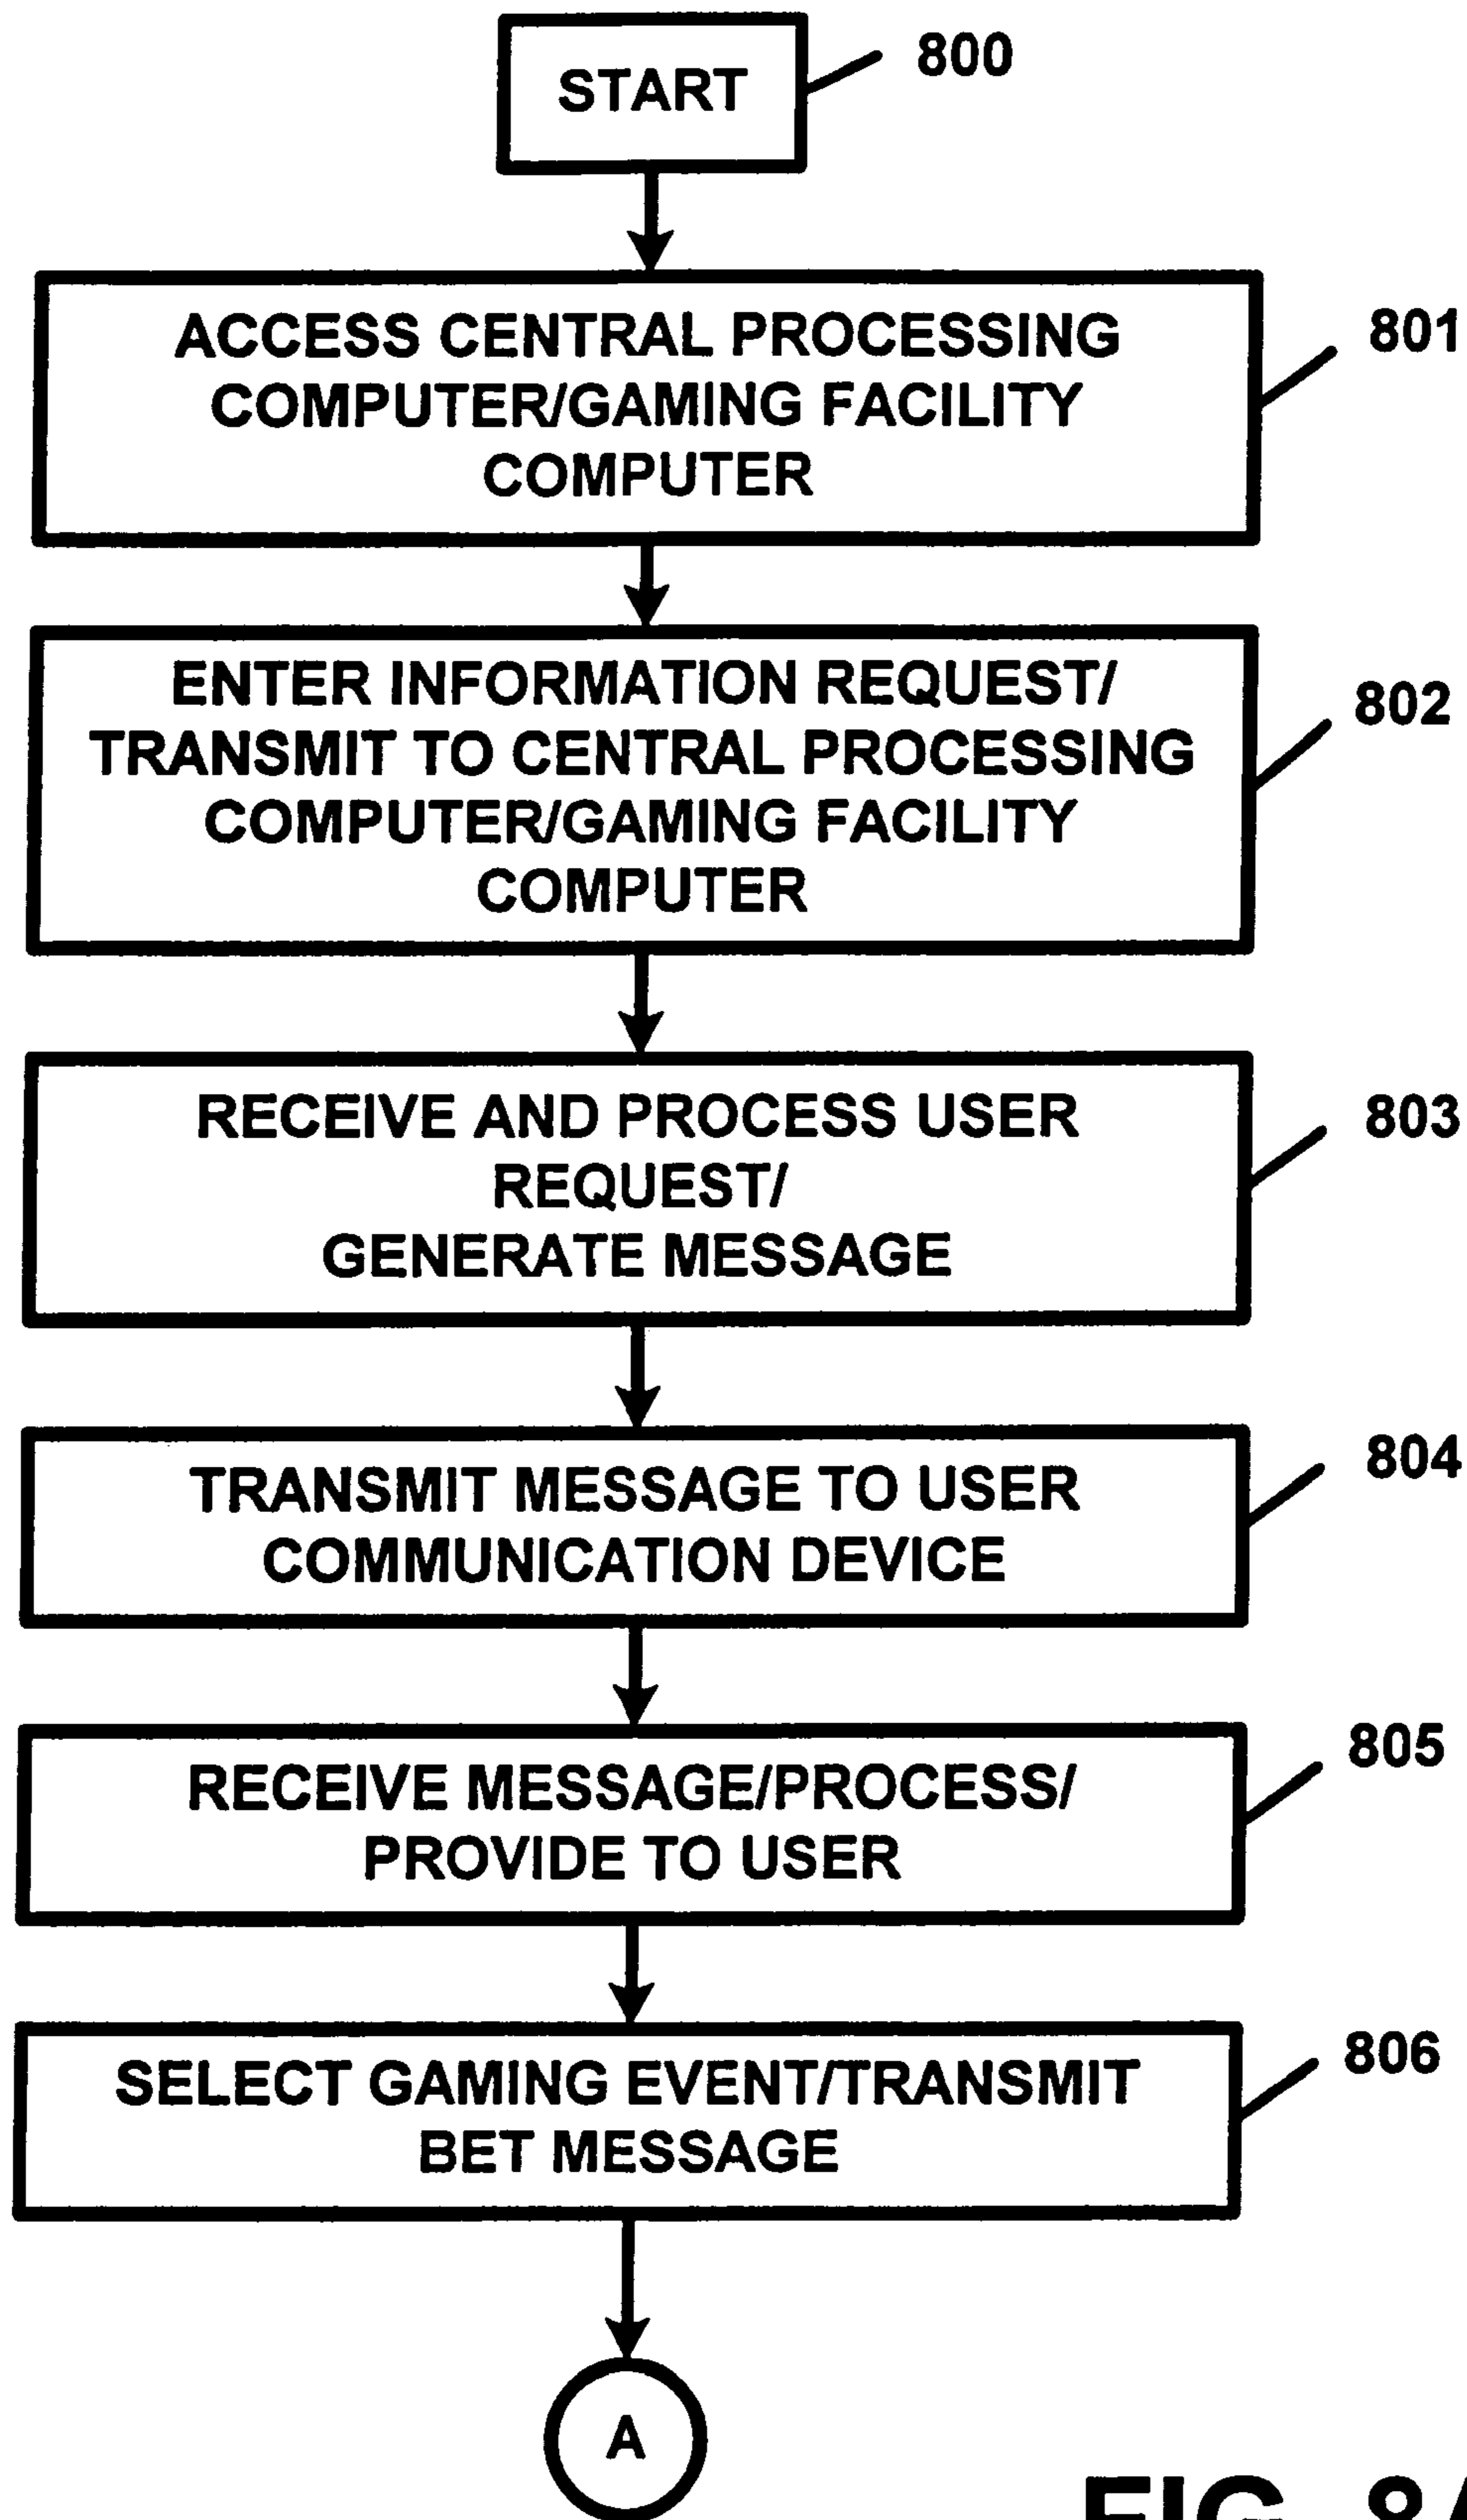 START
800
ACCESS CENTRAL PROCESSING
COMPUTER/GAMING FACILITY
COMPUTER
801
ENTER INFORMATION REQUEST/
TRANSMIT TO CENTRAL PROCESSING
COMPUTER/GAMING FACILITY
COMPUTER
802
RECEIVE AND PROCESS USER
REQUEST/
GENERATE MESSAGE
803
TRANSMIT MESSAGE TO USER
COMMUNICATION DEVICE
804
RECEIVE MESSAGE/PROCESS/
PROVIDE TO USER
805
SELECT GAMING EVENT/TRANSMIT
BET MESSAGE
806
A
FIG. 8A